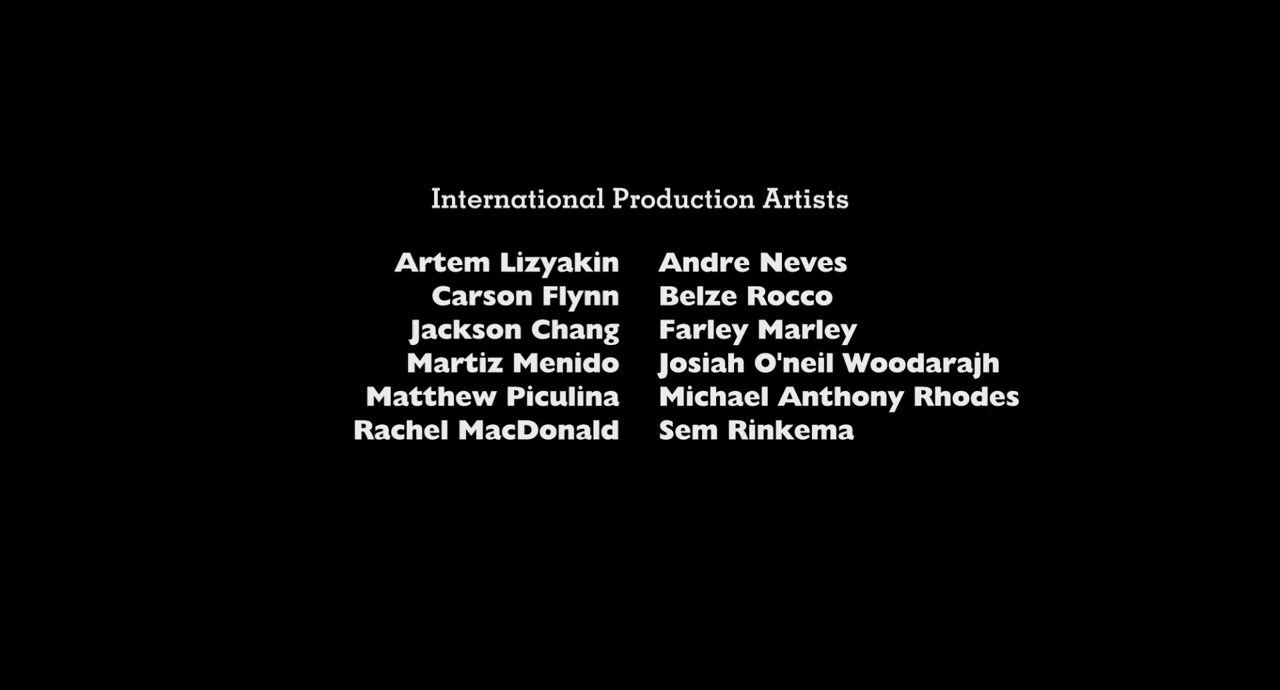 International Production Artists
Artem Lizyakin Andre Neves
Carson Flynn Belze Rocco
Jackson Chang Farley Marley
Martiz Menido Josiah O'neil Woodarajh
Matthew Piculina Michael Anthony Rhodes
Rachel MacDonald Sem Rinkema